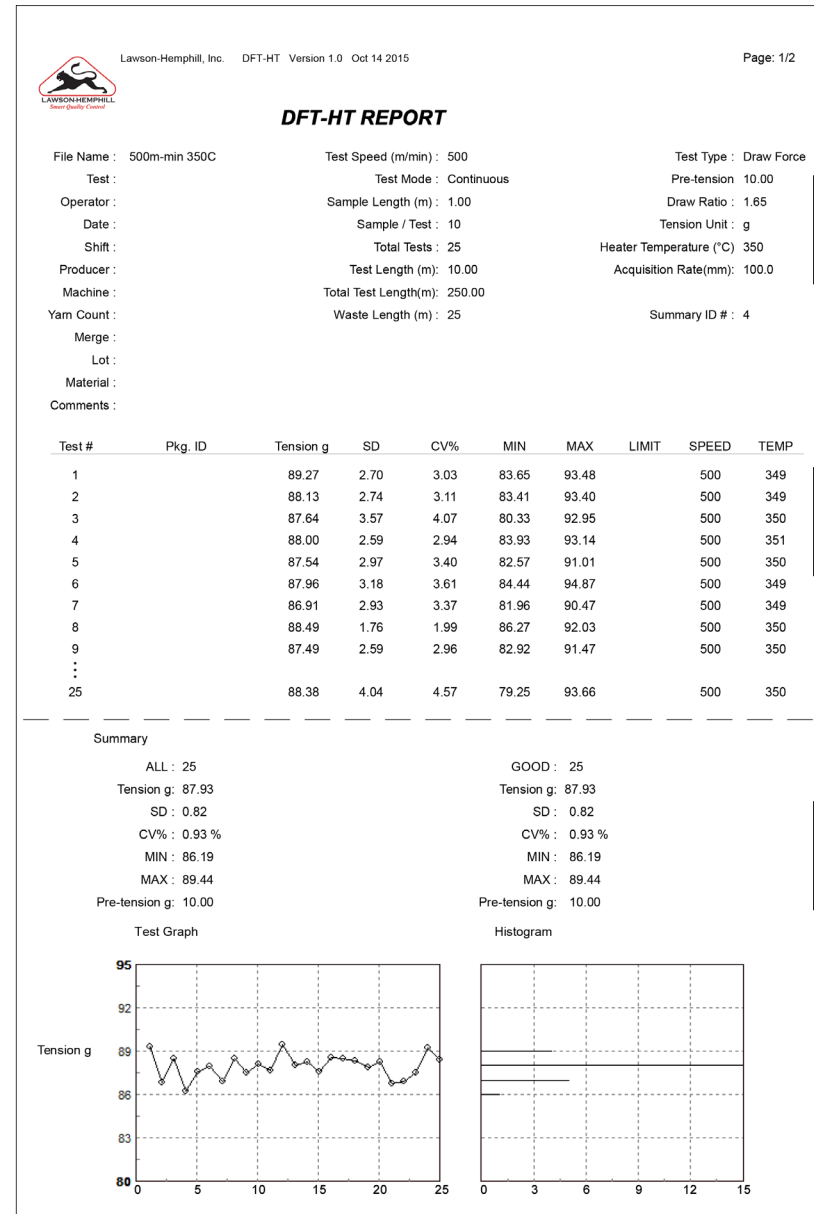 Lawson-Hemphill, Inc. DFT-HT Version 1.0 Oct 14 2015 Page: 1/2
LAWSON-HEMPHILL
Smart Quality Control
DFT-HT REPORT
File Name : 500m-min 350C Test Speed (m/min) : 500 Test Type : Draw Force
Test : Test Mode : Continuous Pre-tension 10.00
Operator : Sample Length (m) : 1.00 Draw Ratio : 1.65
Date : Sample / Test : 10 Tension Unit : g
Shift : Total Tests : 25 Heater Temperature (°C) 350
Producer : Test Length (m): 10.00 Acquisition Rate(mm): 100.0
Machine : Total Test Length(m): 250.00
Yarn Count : Waste Length (m) : 25 Summary ID # : 4
Merge :
Lot :
Material :
Comments :
Test # Pkg. ID Tension g SD CV% MIN MAX LIMIT SPEED TEMP
1 89.27 2.70 3.03 83.65 93.48 500 349
2 88.13 2.74 3.11 83.41 93.40 500 349
3 87.64 3.57 4.07 80.33 92.95 500 350
4 88.00 2.59 2.94 83.93 93.14 500 351
5 87.54 2.97 3.40 82.57 91.01 500 350
6 87.96 3.18 3.61 84.44 94.87 500 349
7 86.91 2.93 3.37 81.96 90.47 500 349
8 88.49 1.76 1.99 86.27 92.03 500 350
9 87.49 2.59 2.96 82.92 91.47 500 350
⋮
25 88.38 4.04 4.57 79.25 93.66 500 350
Summary
ALL : 25 GOOD : 25
Tension g: 87.93 Tension g: 87.93
SD : 0.82 SD : 0.82
CV% : 0.93 % CV% : 0.93 %
MIN : 86.19 MIN : 86.19
MAX : 89.44 MAX : 89.44
Pre-tension g: 10.00 Pre-tension g: 10.00
Test Graph Histogram
95
92
Tension g 89
86
83
80
0 5 10 15 20 25 0 3 6 9 12 15